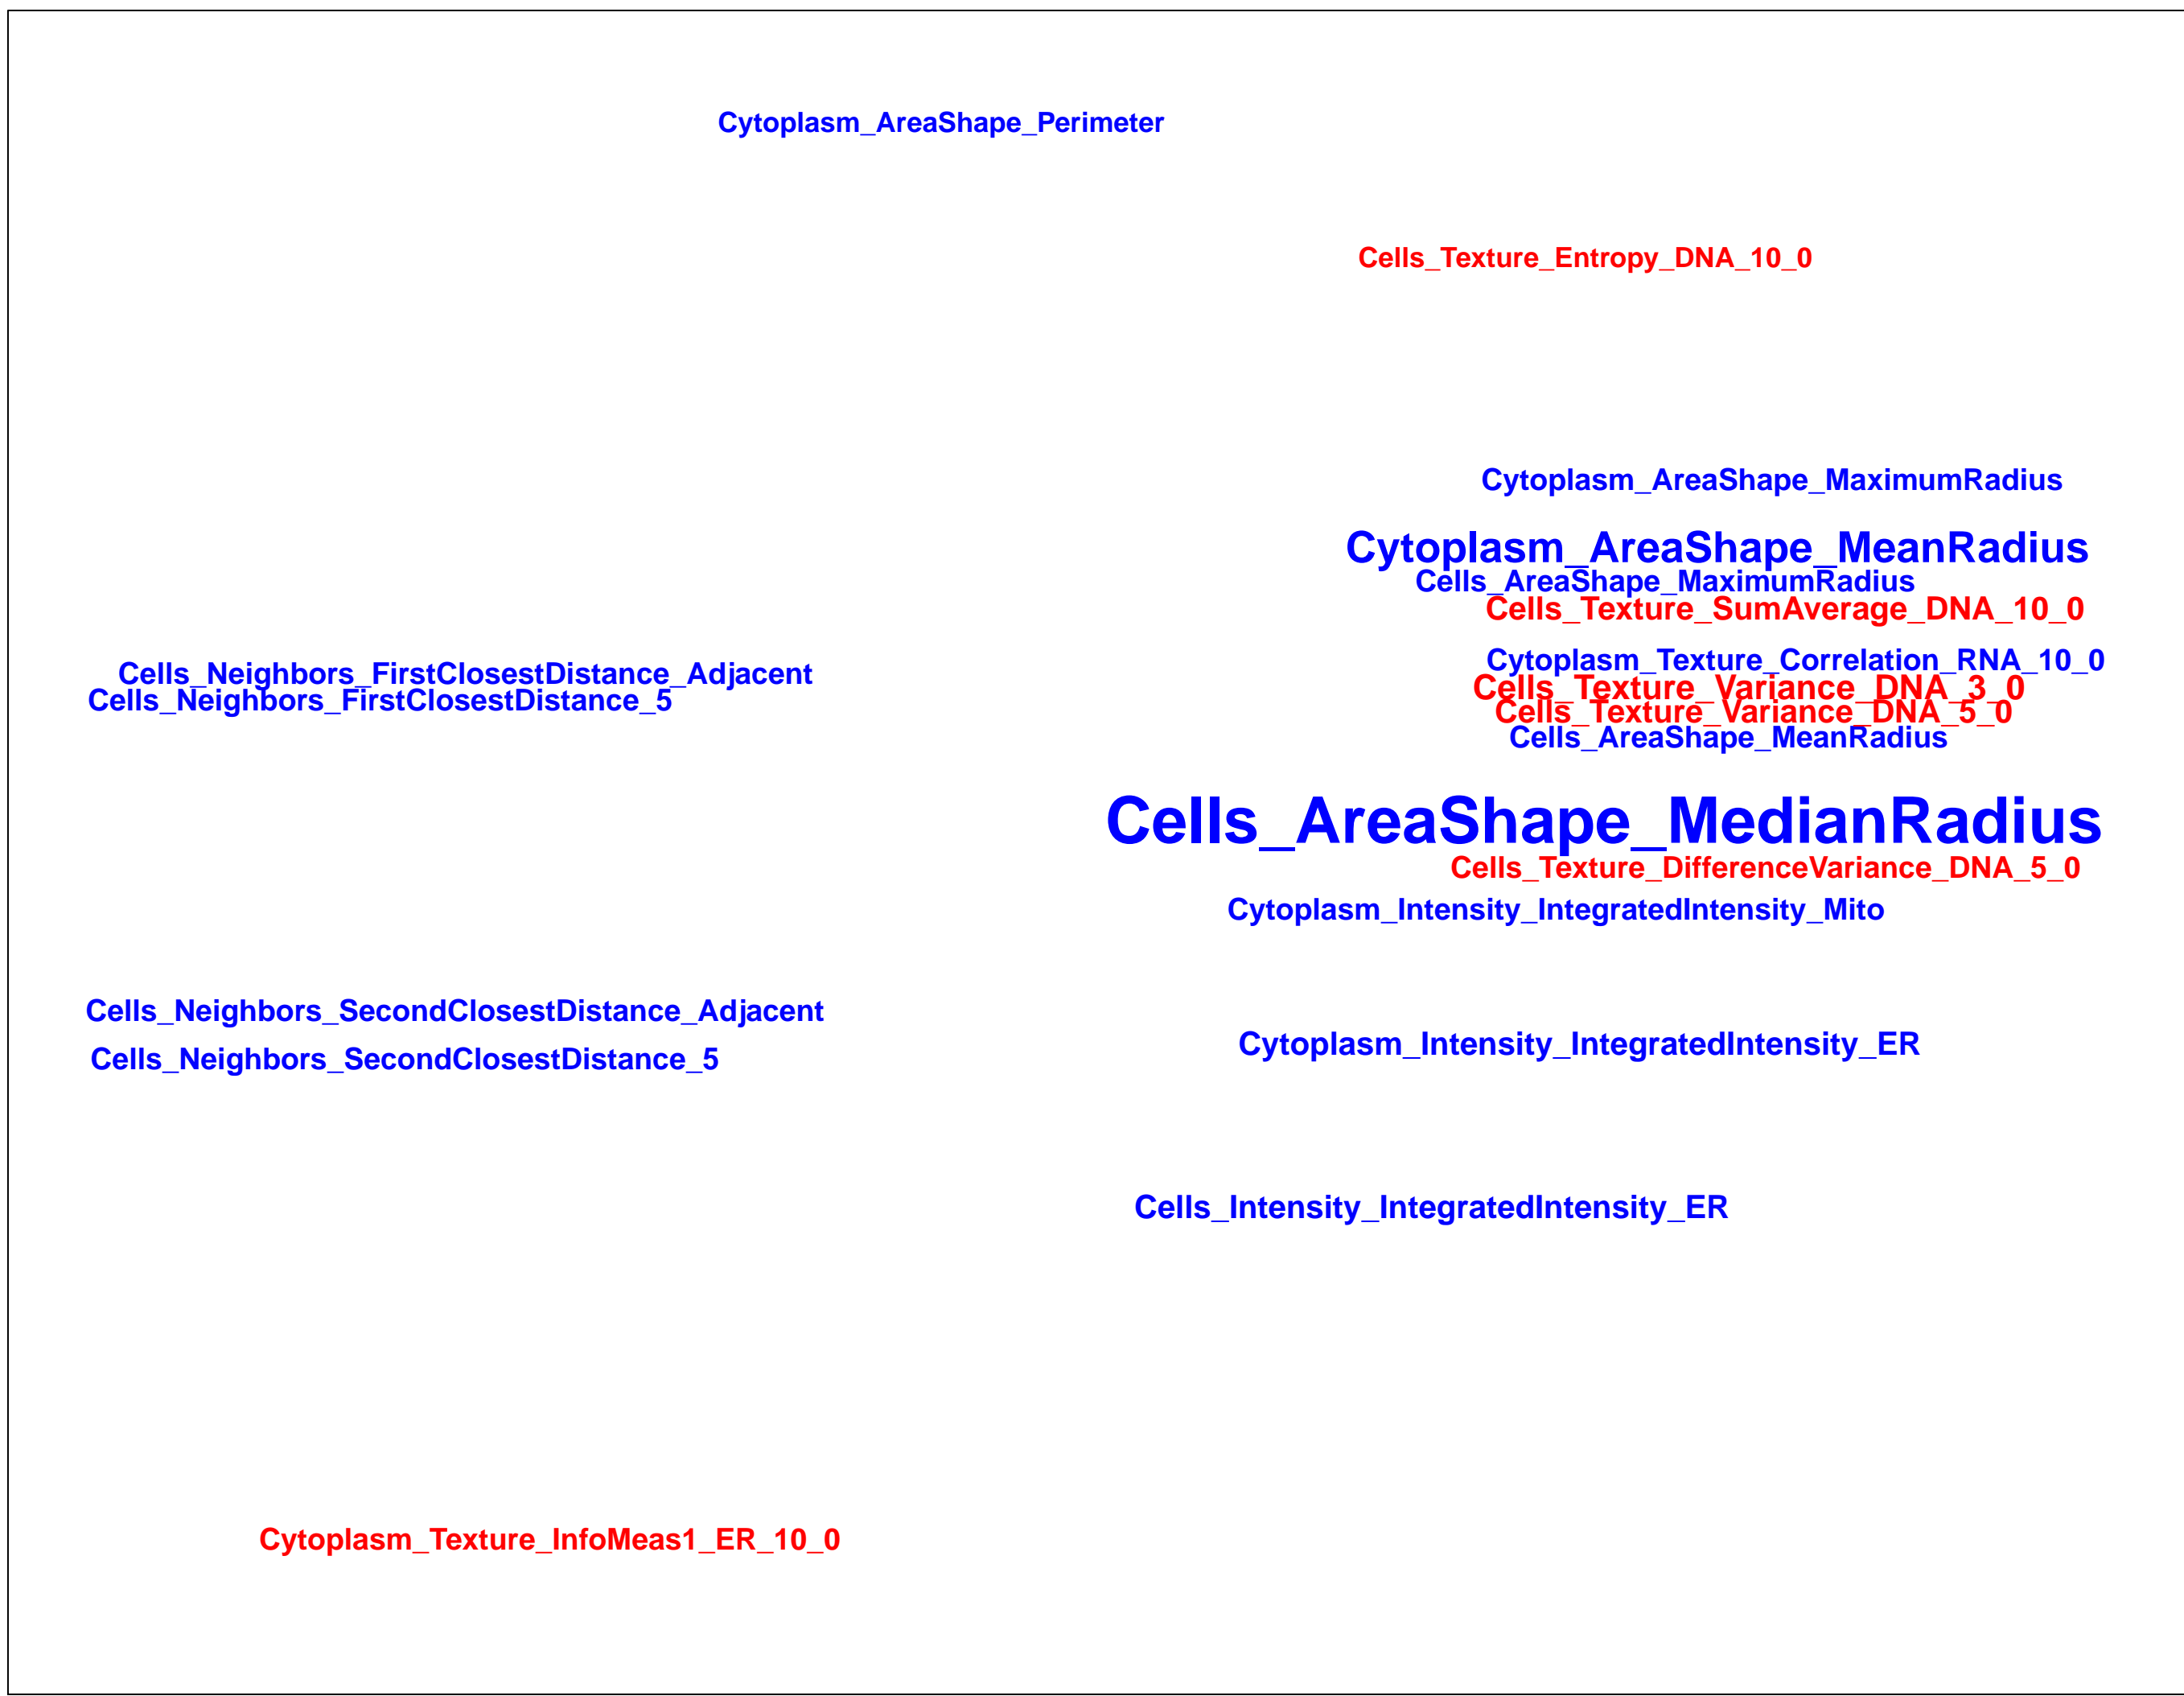 Cytoplasm_AreaShape_Perimeter
Cells_Texture_Entropy_DNA_10_0
Cytoplasm_AreaShape_MaximumRadius
Cytoplasm_AreaShape_MeanRadius
Cells_AreaShape_MaximumRadius
Cells_Texture_SumAverage_DNA_10_0
Cytoplasm_Texture_Correlation_RNA_10_0
Cells_Neighbors_FirstClosestDistance_Adjacent
Cells_Texture_Variance_DNA_3_0
Cells_Neighbors_FirstClosestDistance_5
Cells_Texture_Variance_DNA_5_0
Cells_AreaShape_MeanRadius
Cells_AreaShape_MedianRadius
Cells_Texture_DifferenceVariance_DNA_5_0
Cytoplasm_Intensity_IntegratedIntensity_Mito
Cells_Neighbors_SecondClosestDistance_Adjacent
Cytoplasm_Intensity_IntegratedIntensity_ER
Cells_Neighbors_SecondClosestDistance_5
Cells_Intensity_IntegratedIntensity_ER
Cytoplasm_Texture_InfoMeas1_ER_10_0